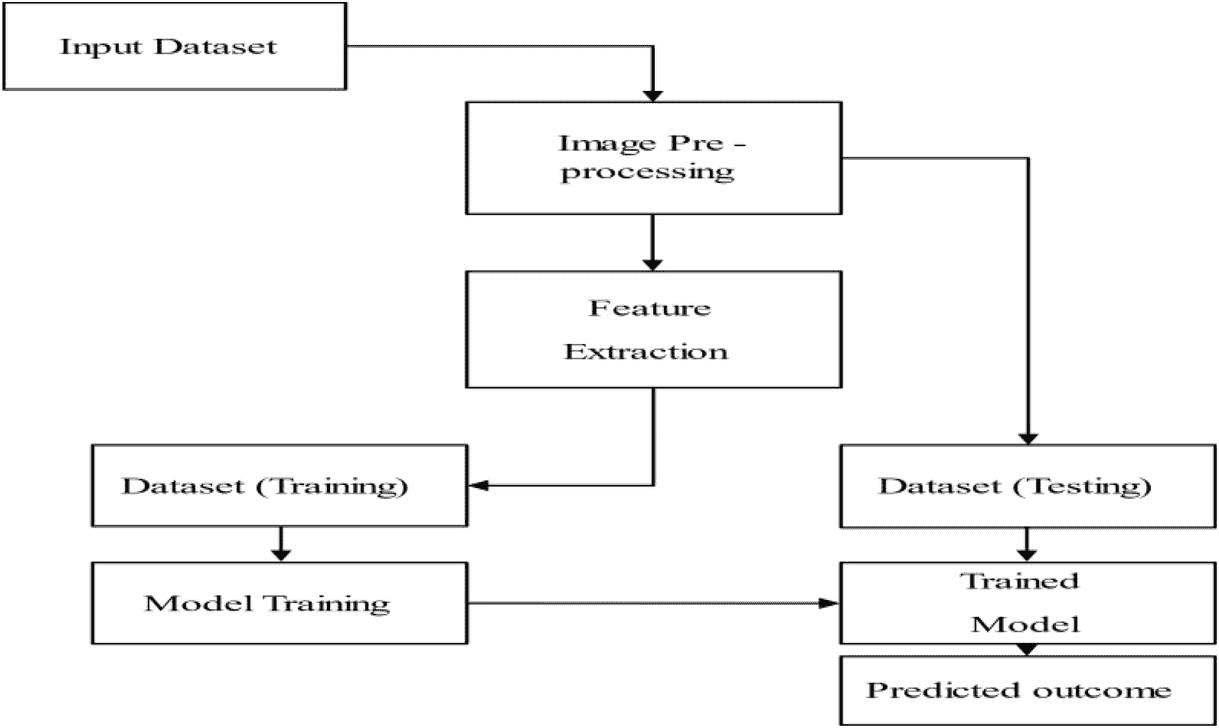 Input Dataset
Image Pre -
processing
Feature
Extraction
Dataset (Training)
Dataset (Testing)
Model Training
Trained
Model
Predicted outcome